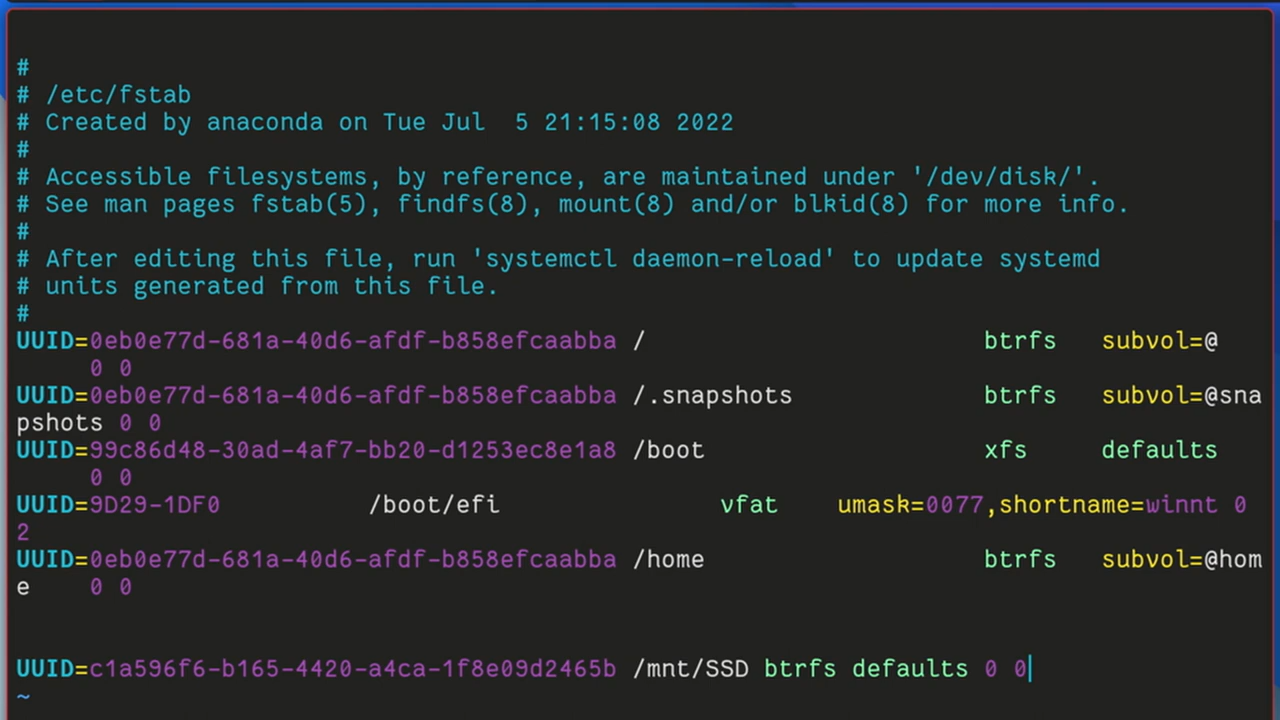 #
# /etc/fstab
# Created by anaconda on Tue Jul  5 21:15:08 2022
#
# Accessible filesystems, by reference, are maintained under '/dev/disk/'.
# See man pages fstab(5), findfs(8), mount(8) and/or blkid(8) for more info.
#
# After editing this file, run 'systemctl daemon-reload' to update systemd
# units generated from this file.
#
UUID=0eb0e77d-681a-40d6-afdf-b858efcaabba /                       btrfs   subvol=@
     0 0
UUID=0eb0e77d-681a-40d6-afdf-b858efcaabba /.snapshots             btrfs   subvol=@sna
pshots 0 0
UUID=99c86d48-30ad-4af7-bb20-d1253ec8e1a8 /boot                   xfs     defaults
     0 0
UUID=9D29-1DF0          /boot/efi               vfat    umask=0077,shortname=winnt 0
2
UUID=0eb0e77d-681a-40d6-afdf-b858efcaabba /home                   btrfs   subvol=@hom
e    0 0
UUID=c1a596f6-b165-4420-a4ca-1f8e09d2465b /mnt/SSD btrfs defaults 0 0
~